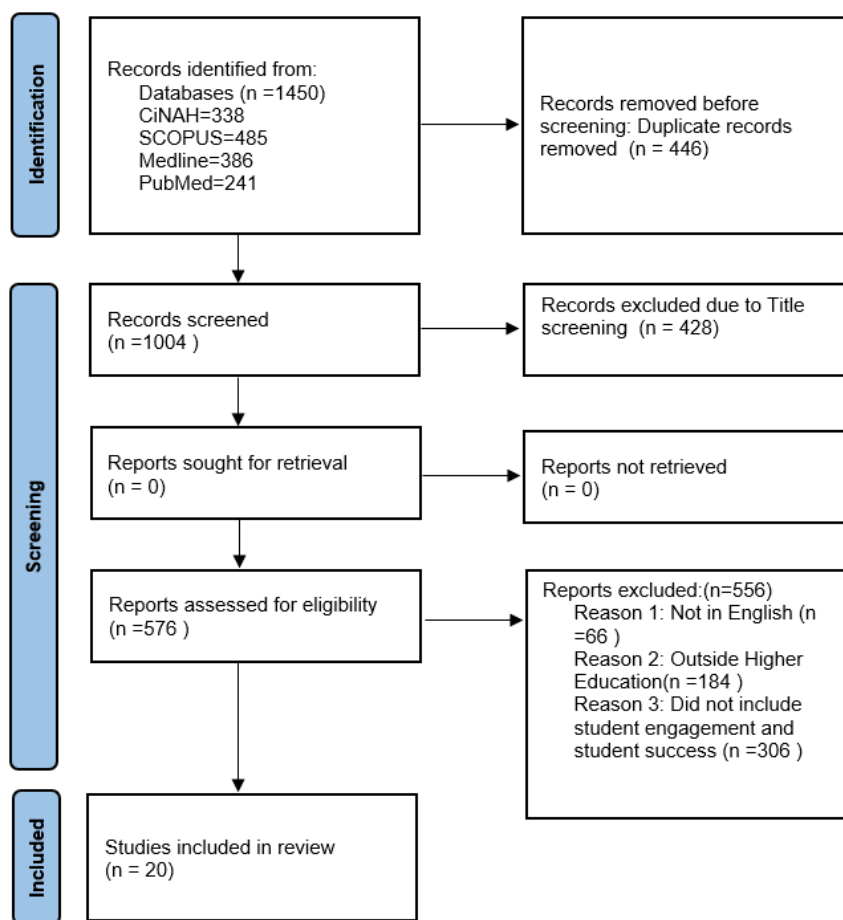 Identification
Records identified from:
Databases (n =1450)
CiNAH=338
SCOPUS=485
Medline=386
PubMed=241
Records removed before
screening: Duplicate records
removed (n = 446)
Screening
Records screened
(n =1004 )
Records excluded due to Title
screening (n = 428)
Reports sought for retrieval
(n = 0)
Reports not retrieved
(n = 0)
Reports assessed for eligibility
(n =576 )
Reports excluded:(n=556)
Reason 1: Not in English (n
=66 )
Reason 2: Outside Higher
Education(n =184 )
Reason 3: Did not include
student engagement and
student success (n =306 )
Included
Studies included in review
(n = 20)